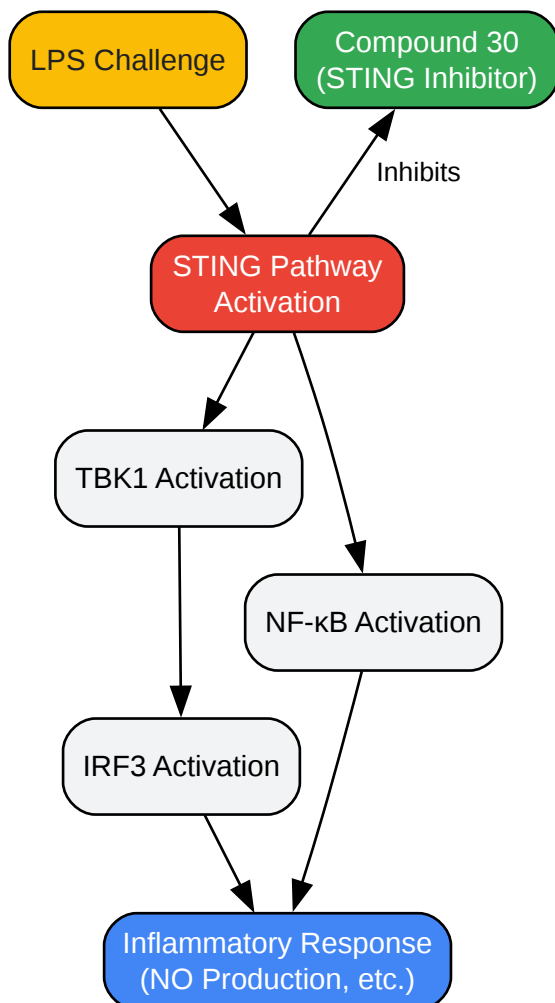 LPS Challenge
Compound 30
(STING Inhibitor)
Inhibits
STING Pathway
Activation
TBK1 Activation
NF-κB Activation
IRF3 Activation
Inflammatory Response
(NO Production, etc.)